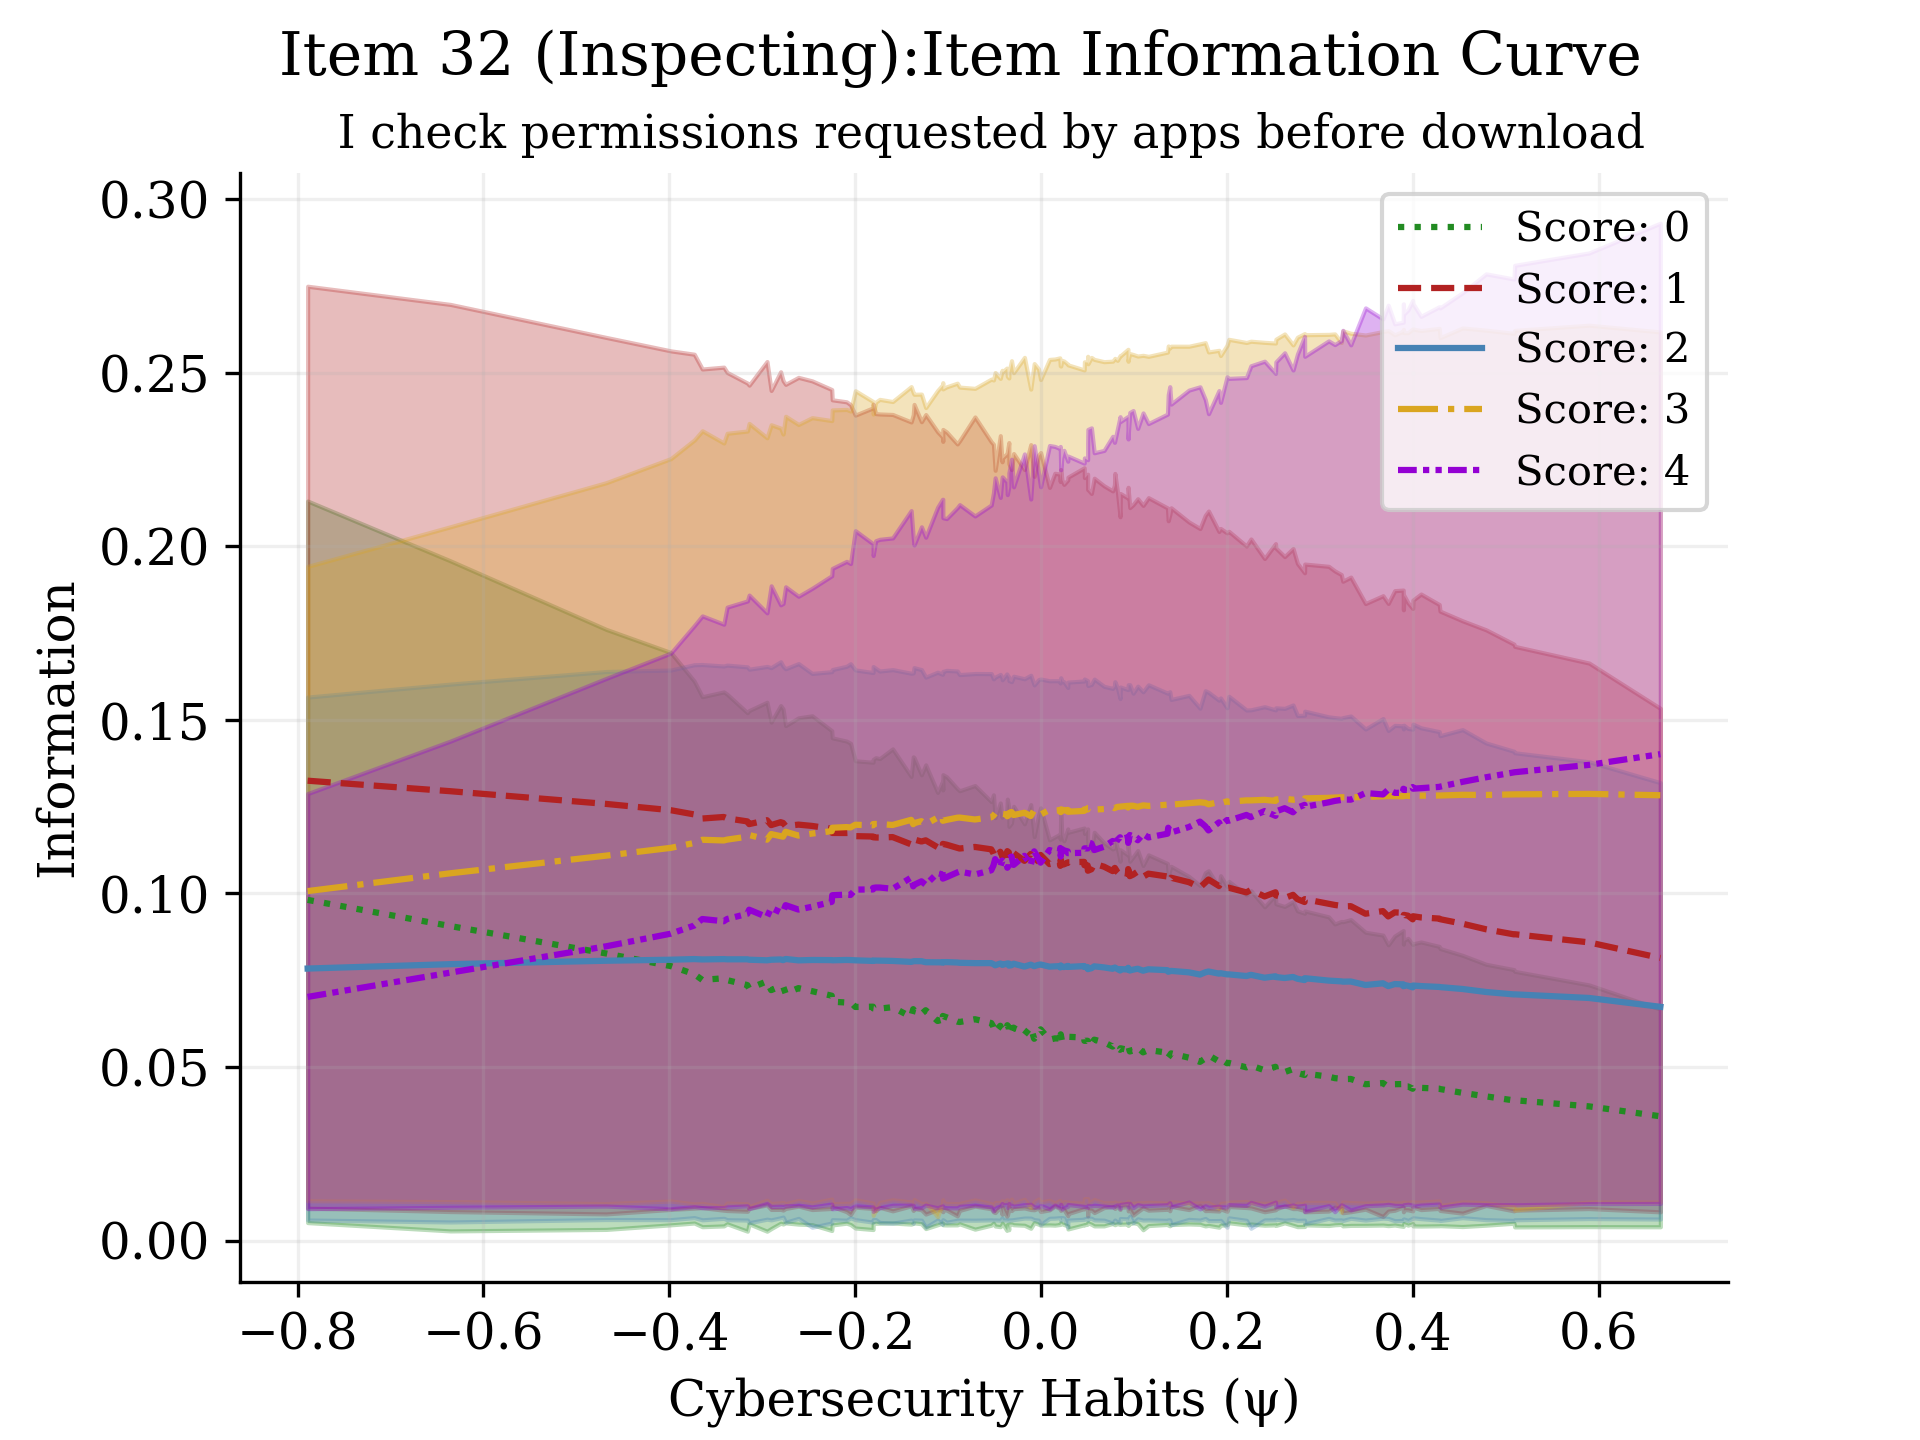 Item 32 (Inspecting):Item Information Curve
I check permissions requested by apps before download
0.30
0.25
0.20
0.15
0.10
0.05
0.00
Information
Score: 0
Score: 1
Score: 2
Score: 3
Score: 4
−0.8 −0.6 −0.4 −0.2 0.0 0.2 0.4 0.6
Cybersecurity Habits (ψ)